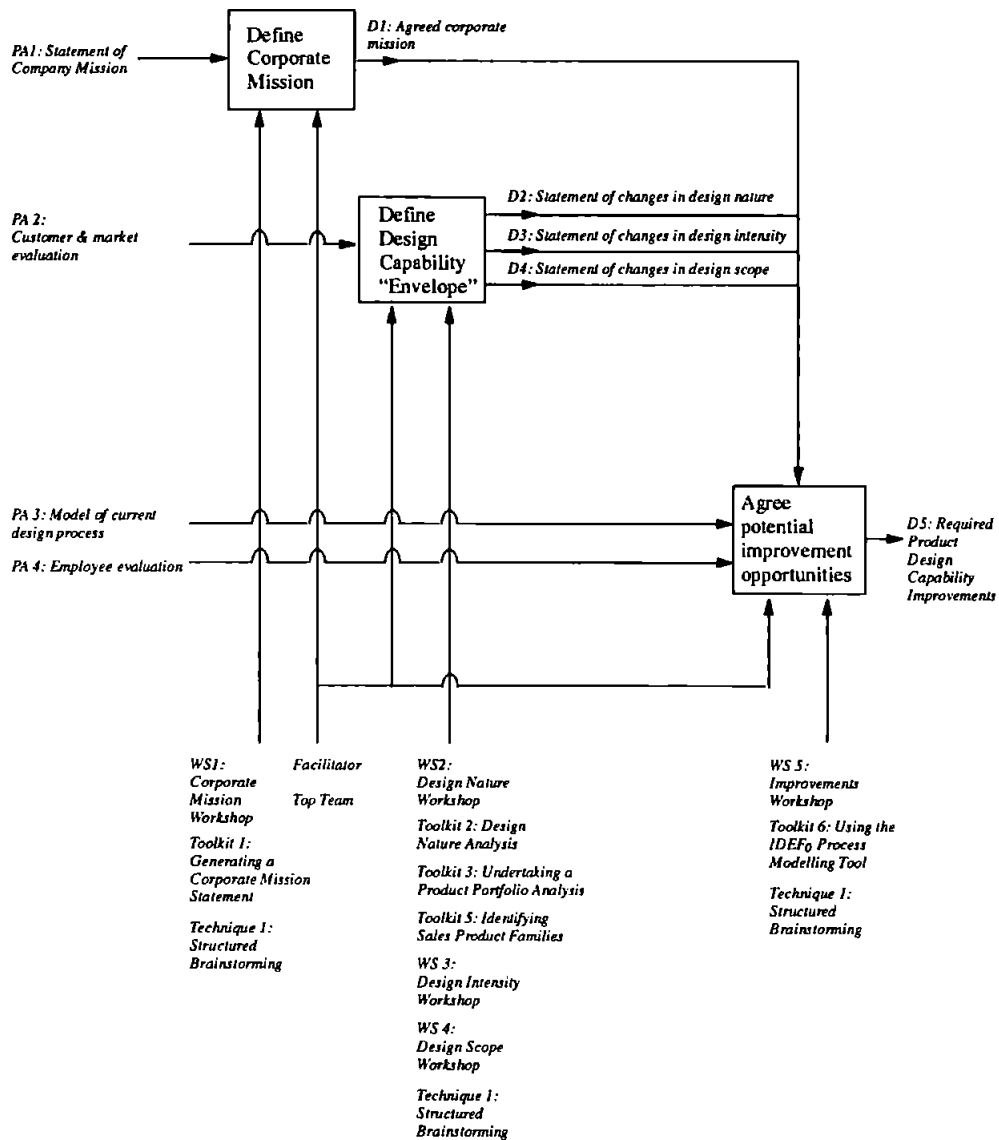 Define
Corporate
Mission
D1: Agreed corporate
mission
PA1: Statement of
Company Mission
PA 2:
Customer & market
evaluation
Define
Design
Capability
“Envelope”
D2: Statement of changes in design nature
D3: Statement of changes in design intensity
D4: Statement of changes in design scope
PA 3: Model of current
design process
PA 4: Employee evaluation
Agree
potential
improvement
opportunities
D5: Required
Product
Design
Capability
Improvements
WS1:
Corporate
Mission
Workshop
Toolkit 1:
Generating a
Corporate Mission
Statement
Technique 1:
Structured
Brainstorming
Facilitator
Top Team
WS2:
Design Nature
Workshop
Toolkit 2: Design
Nature Analysis
Toolkit 3: Undertaking a
Product Portfolio Analysis
Toolkit 5: Identifying
Sales Product Families
WS 3:
Design Intensity
Workshop
WS 4:
Design Scope
Workshop
Technique 1:
Structured
Brainstorming
WS 5:
Improvements
Workshop
Toolkit 6: Using the
IDEF0 Process
Modelling Tool
Technique 1:
Structured
Brainstorming